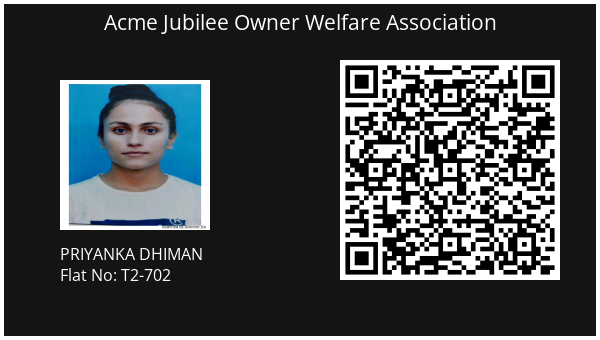 Acme Jubilee Owner Welfare Association
PRIYANKA DHIMAN
Flat No: T2-702